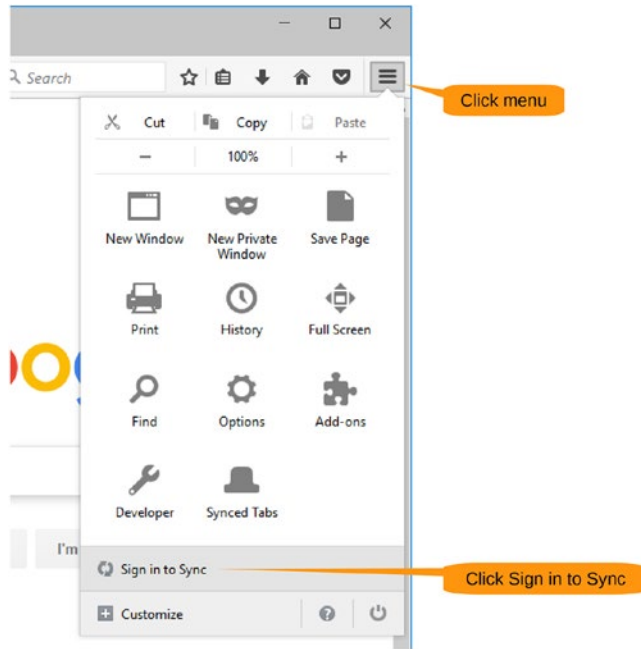 Search
Click menu
Cut Copy Paste
− 100% +
New Window New Private Window Save Page
Print History Full Screen
Find Options Add-ons
Developer Synced Tabs
I'm
Sign in to Sync
Click Sign in to Sync
Customize